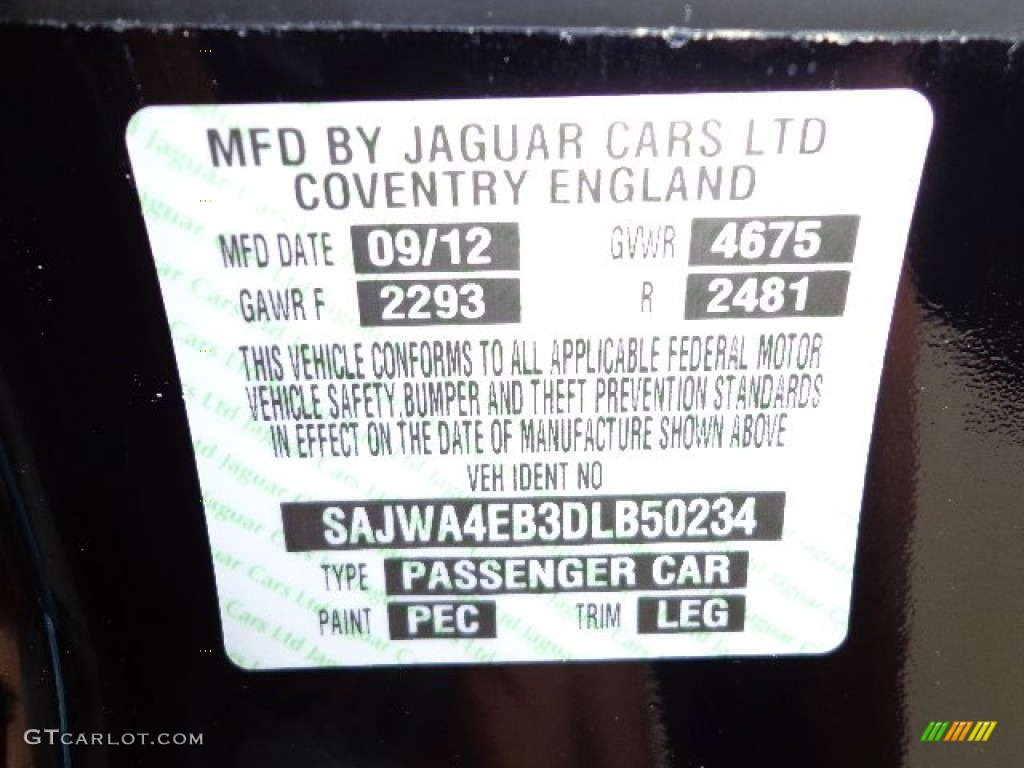 MFD BY JAGUAR CARS LTD
COVENTRY ENGLAND
MFD DATE 09/12 GVWR 4675
GAWR F 2293 R 2481
THIS VEHICLE CONFORMS TO ALL APPLICABLE FEDERAL MOTOR
VEHICLE SAFETY, BUMPER AND THEFT PREVENTION STANDARDS
IN EFFECT ON THE DATE OF MANUFACTURE SHOWN ABOVE
VEH IDENT NO
SAJWA4EB3DLB50234
TYPE PASSENGER CAR
PAINT PEC TRIM LEG
GTCARLOT.COM